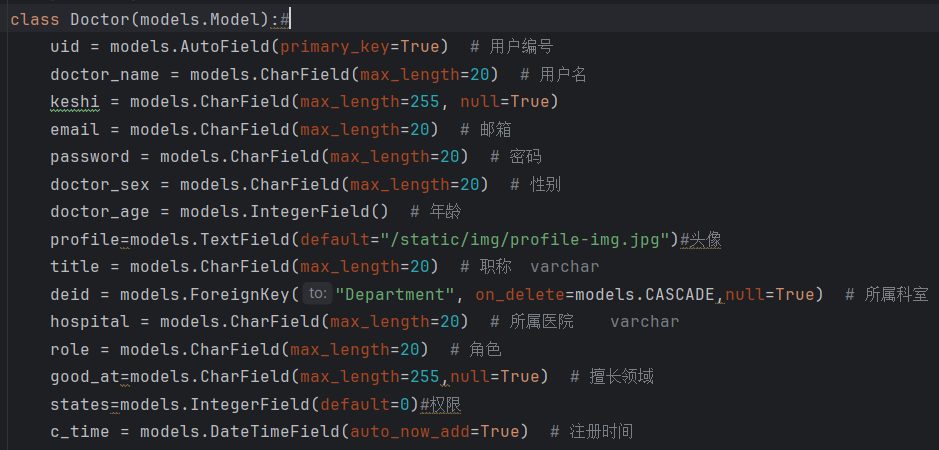 class Doctor(models.Model):#
    uid = models.AutoField(primary_key=True)  # 用户编号
    doctor_name = models.CharField(max_length=20)  # 用户名
    keshi = models.CharField(max_length=255, null=True)
    email = models.CharField(max_length=20)  # 邮箱
    password = models.CharField(max_length=20)  # 密码
    doctor_sex = models.CharField(max_length=20)  # 性别
    doctor_age = models.IntegerField()  # 年龄
    profile=models.TextField(default="/static/img/profile-img.jpg")#头像
    title = models.CharField(max_length=20)  # 职称  varchar
    deid = models.ForeignKey( to: "Department", on_delete=models.CASCADE,null=True)  # 所属科室
    hospital = models.CharField(max_length=20)  # 所属医院    varchar
    role = models.CharField(max_length=20)  # 角色
    good_at=models.CharField(max_length=255,null=True)  # 擅长领域
    states=models.IntegerField(default=0)#权限
    c_time = models.DateTimeField(auto_now_add=True)  # 注册时间